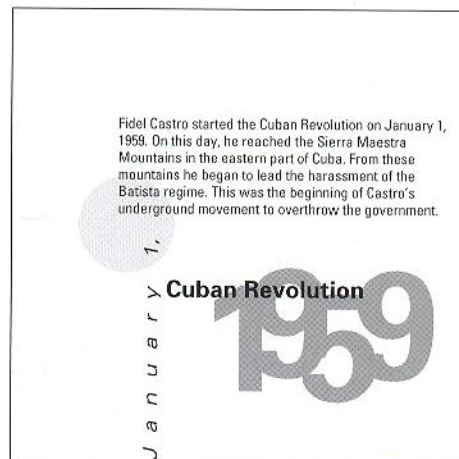 Fidel Castro started the Cuban Revolution on January 1,
1959. On this day, he reached the Sierra Maestra
Mountains in the eastern part of Cuba. From these
mountains he began to lead the harassment of the
Batista regime. This was the beginning of Castro's
underground movement to overthrow the government.
January 1,
Cuban Revolution
1959